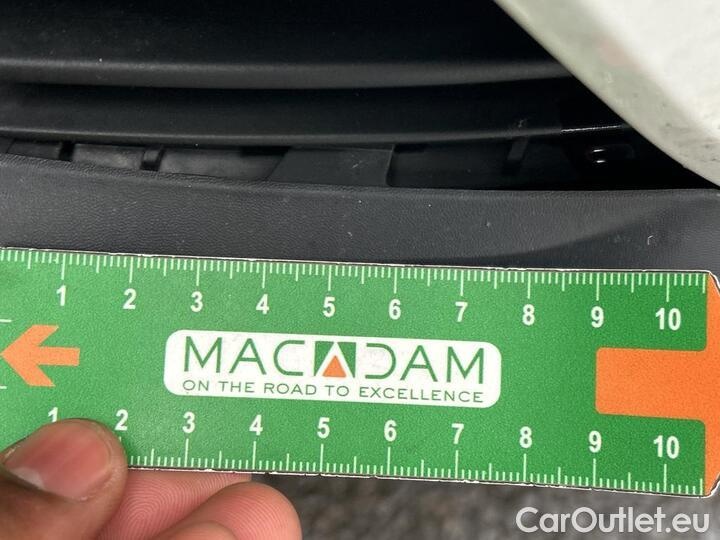 1 2 3 4 5 6 7 8 9 10
MACADAM
ON THE ROAD TO EXCELLENCE
1 2 3 4 5 6 7 8 9 10
CarOutlet.eu